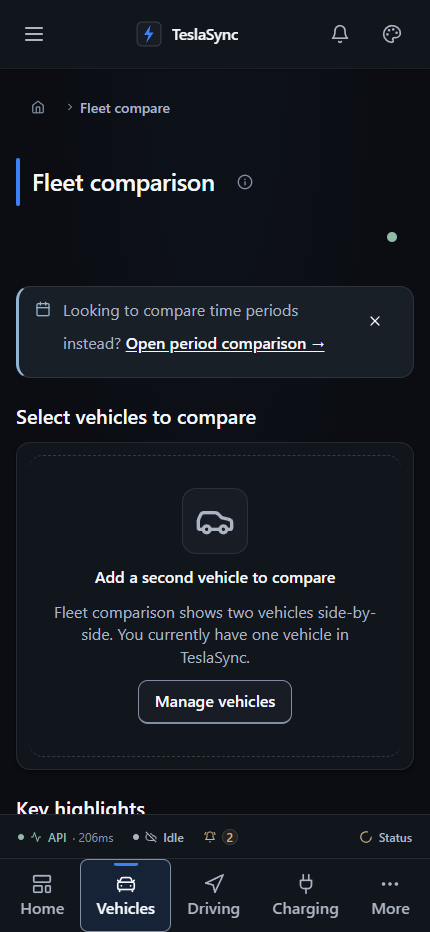 TeslaSync
Fleet compare
Fleet comparison
Looking to compare time periods
instead? Open period comparison →
Select vehicles to compare
Add a second vehicle to compare
Fleet comparison shows two vehicles side-by-
side. You currently have one vehicle in
TeslaSync.
Manage vehicles
Key highlights
API · 206ms Idle 2 Status
Home Vehicles Driving Charging More